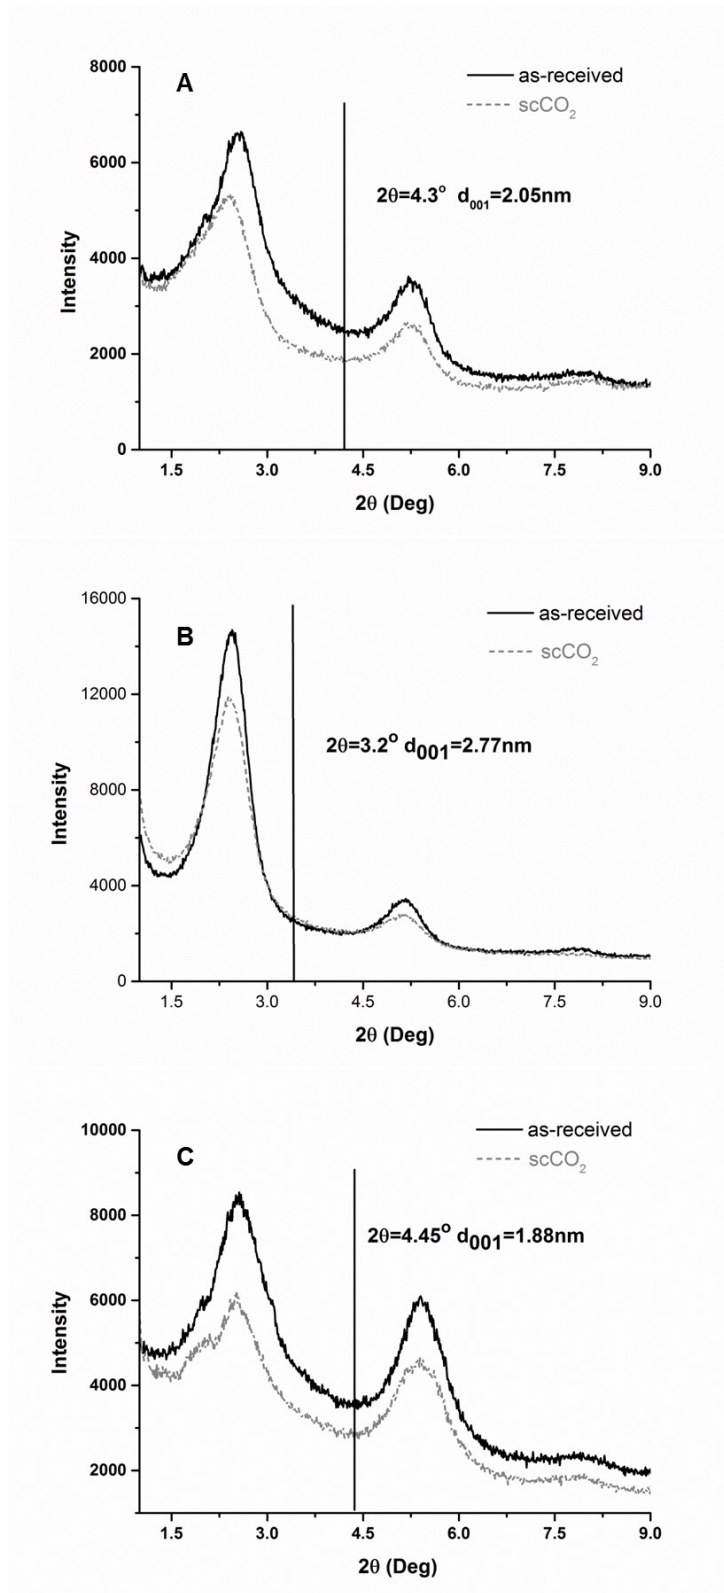 A
as-received
scCO₂
2θ=4.3° d₀₀₁=2.05nm
Intensity
8000
6000
4000
2000
0
1.5 3.0 4.5 6.0 7.5 9.0
2θ (Deg)
B
as-received
scCO₂
2θ=3.2° d001=2.77nm
Intensity
16000
12000
8000
4000
0
1.5 3.0 4.5 6.0 7.5 9.0
2θ (Deg)
C
as-received
scCO₂
2θ=4.45° d001=1.88nm
Intensity
10000
8000
6000
4000
2000
1.5 3.0 4.5 6.0 7.5 9.0
2θ (Deg)